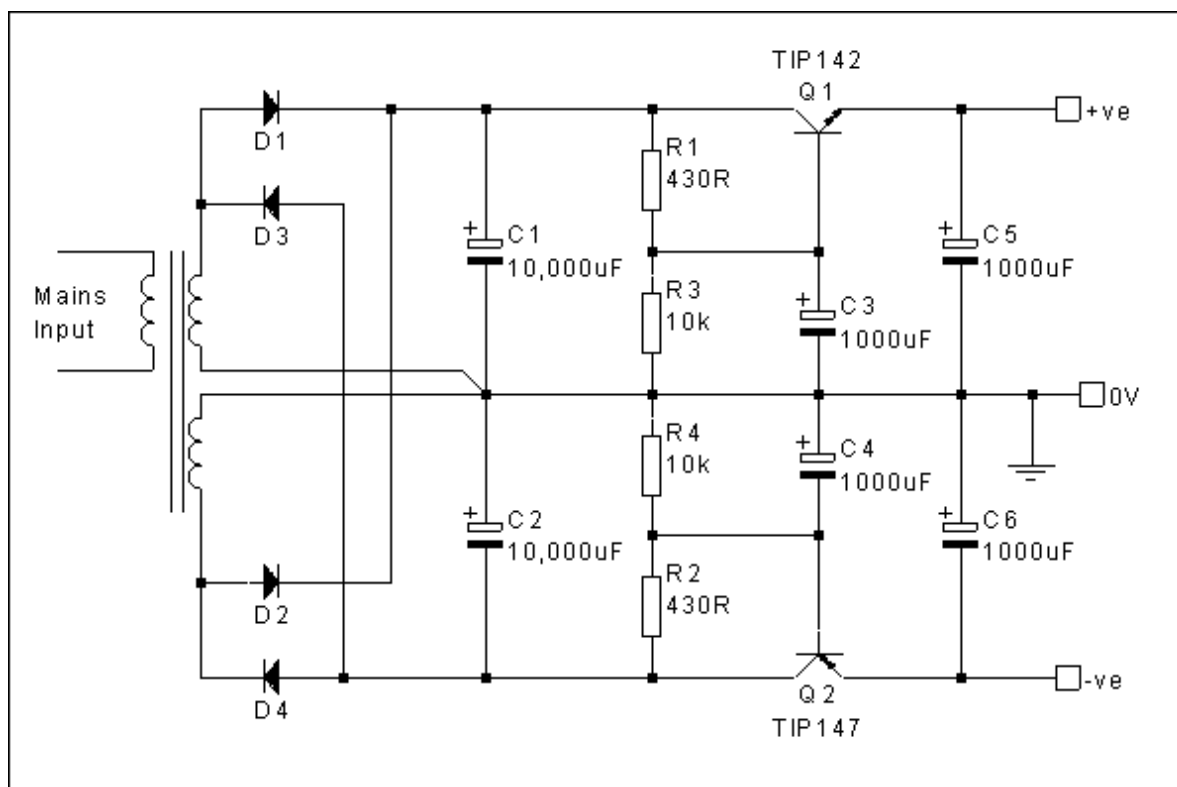 TIP142
Q1
+ve
D1
R1
430R
D3
+
C1
10,000uF
+
C5
1000uF
Mains
Input
R3
10k
+
C3
1000uF
0V
R4
10k
+
C4
1000uF
+
C2
10,000uF
+
C6
1000uF
R2
430R
D2
-ve
D4
Q2
TIP147